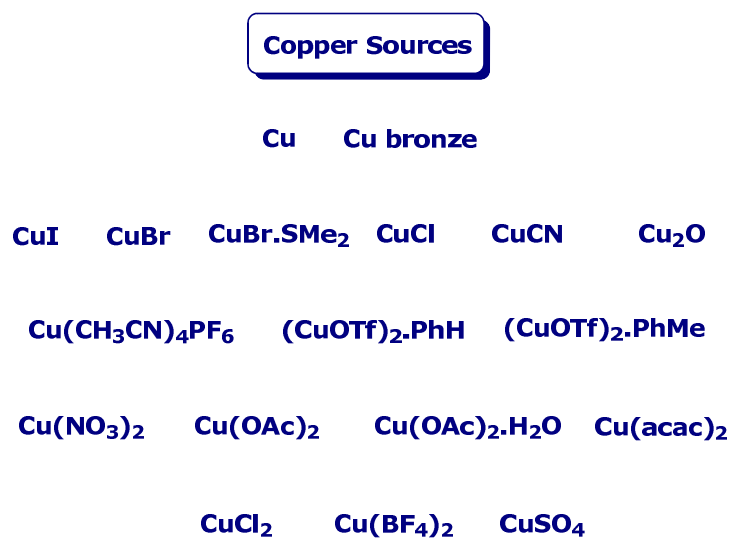 Copper Sources
Cu Cu bronze
CuI CuBr CuBr.SMe₂ CuCl CuCN Cu₂O
Cu(CH₃CN)₄PF₆ (CuOTf)₂.PhH (CuOTf)₂.PhMe
Cu(NO₃)₂ Cu(OAc)₂ Cu(OAc)₂.H₂O Cu(acac)₂
CuCl₂ Cu(BF₄)₂ CuSO₄